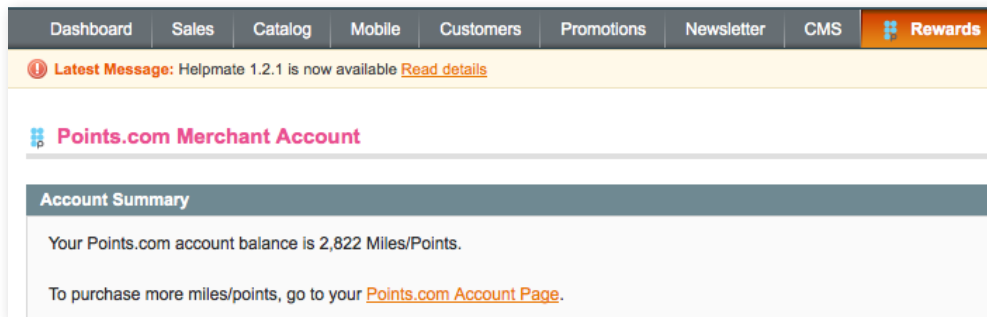 Dashboard Sales Catalog Mobile Customers Promotions Newsletter CMS Rewards
Latest Message: Helpmate 1.2.1 is now available Read details
Points.com Merchant Account
Account Summary
Your Points.com account balance is 2,822 Miles/Points.
To purchase more miles/points, go to your Points.com Account Page.